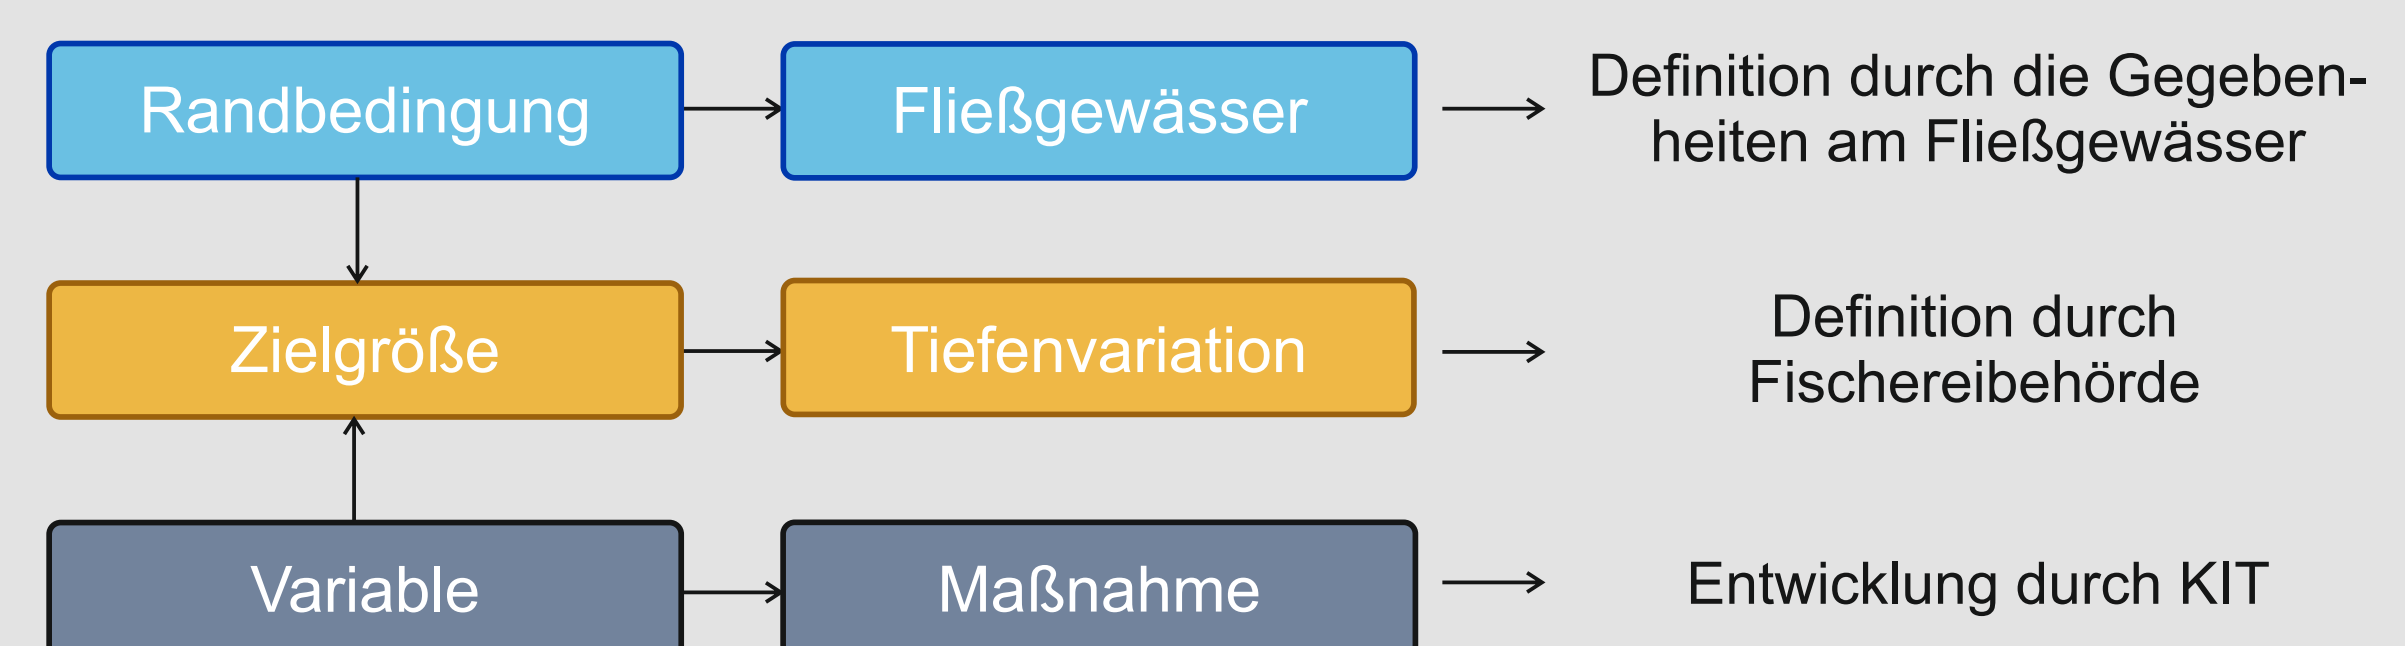 Randbedingung
Fließgewässer
Definition durch die Gegeben-
heiten am Fließgewässer
Zielgröße
Tiefenvariation
Definition durch
Fischereibehörde
Variable
Maßnahme
Entwicklung durch KIT